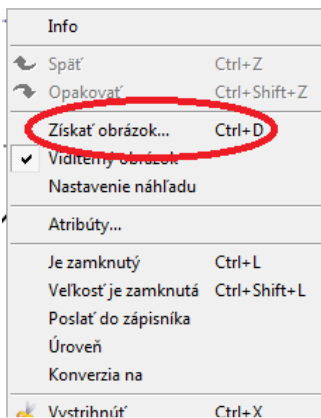 Info
Späť Ctrl+Z
Opakovať Ctrl+Shift+Z
Získať obrázok... Ctrl+D
Viditeľný obrázok
Nastavenie náhľadu
Atribúty...
Je zamknutý Ctrl+L
Veľkosť je zamknutá Ctrl+Shift+L
Poslať do zápisníka
Úroveň
Konverzia na
Vystrihnúť Ctrl+X